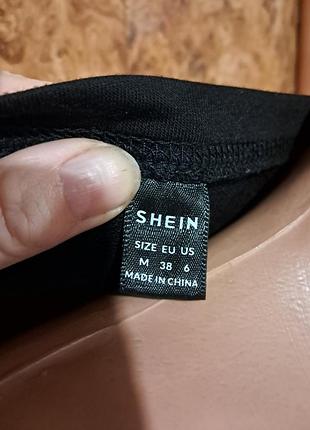 SHEIN
SIZE EU US
M 38 6
MADE IN CHINA